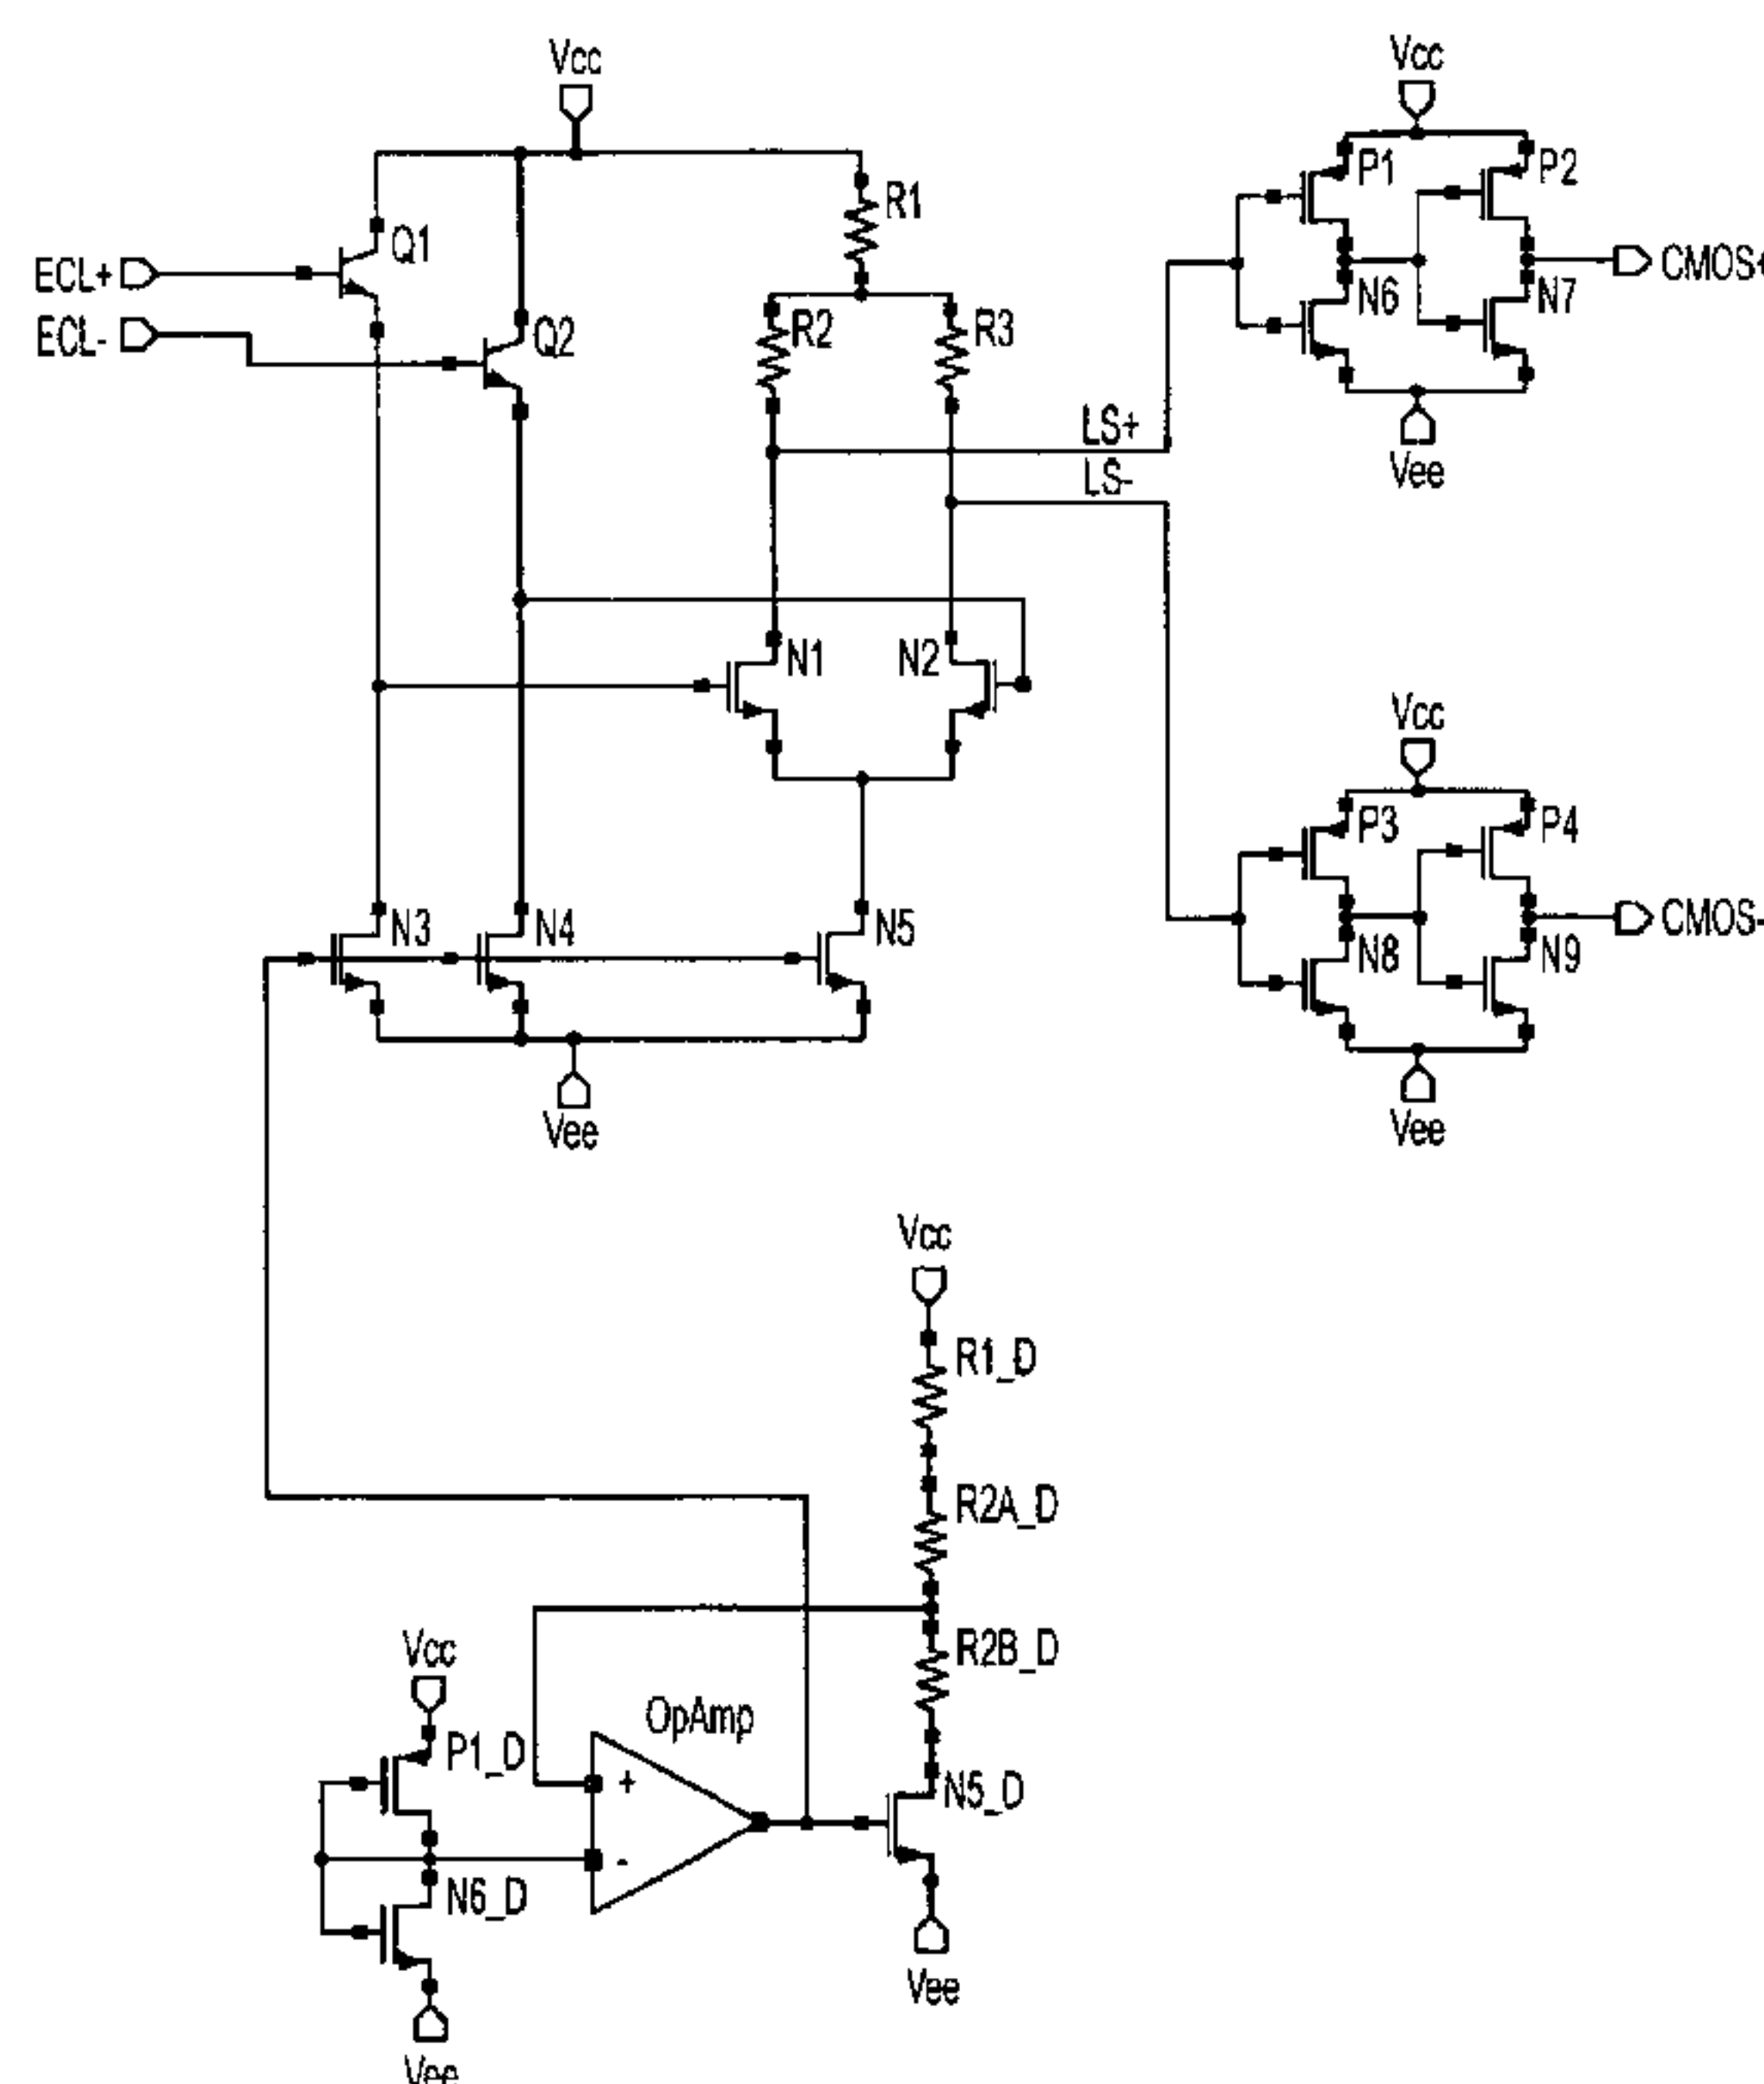 Vcc
Vcc
P1
P2
R1
Q1
ECL+
CMOS+
N6
N7
ECL-
Q2
R2
R3
LS+
Vee
LS-
N1
N2
Vcc
P3
P4
N3
N4
N5
CMOS-
N8
N9
Vee
Vee
Vcc
R1_D
R2A_D
Vcc
R2B_D
OpAmp
P1_D
+
N5_D
-
N6_D
Vee
Vee